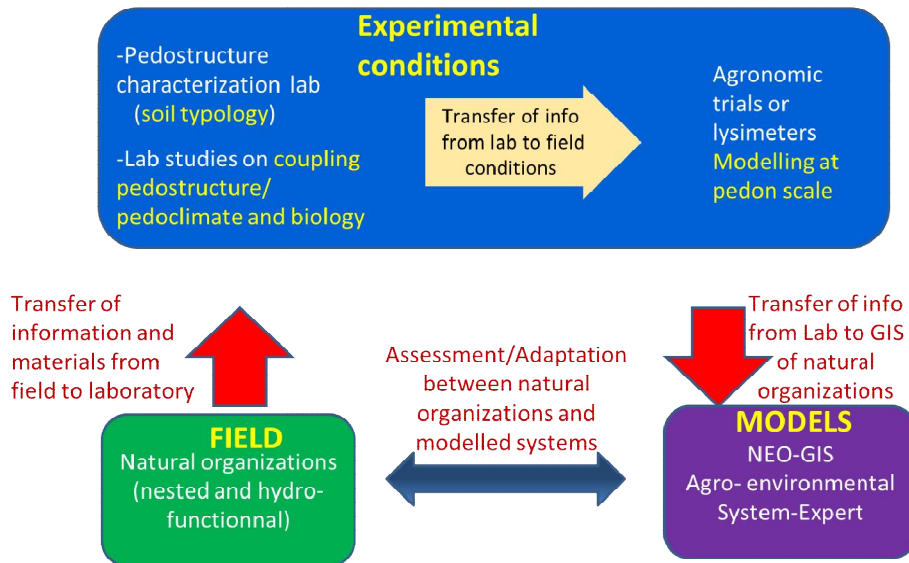 Experimental
conditions
-Pedostructure
characterization lab
(soil typology)
-Lab studies on coupling
pedostructure/
pedoclimate and biology
Transfer of info
from lab to field
conditions
Agronomic
trials or
lysimeters
Modelling at
pedon scale
Transfer of
information and
materials from
field to laboratory
Assessment/Adaptation
between natural
organizations and
modelled systems
Transfer of info
from Lab to GIS
of natural
organizations
FIELD
Natural organizations
(nested and hydro-
functionnal)
MODELS
NEO-GIS
Agro- environmental
System-Expert